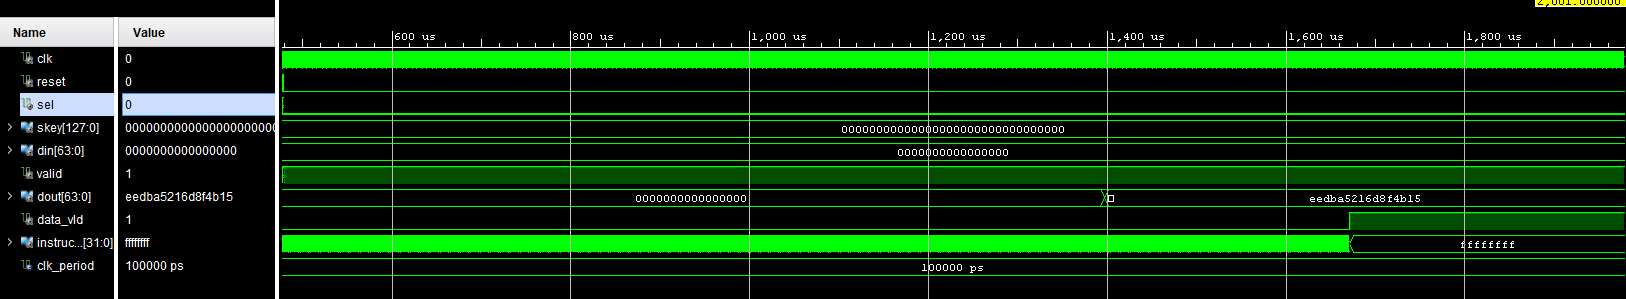 2,001.000000
Name Value
600 us 800 us 1,000 us 1,200 us 1,400 us 1,600 us 1,800 us
clk 0
reset 0
sel 0
skey[127:0] 00000000000000000000000 00000000000000000000000000000000
din[63:0] 0000000000000000 0000000000000000
valid 1
dout[63:0] eedba5216d8f4b15 0000000000000000 eedba5216d8f4b15
data_vld 1
instruc...[31:0] ffffffff ffffffff
clk_period 100000 ps 100000 ps